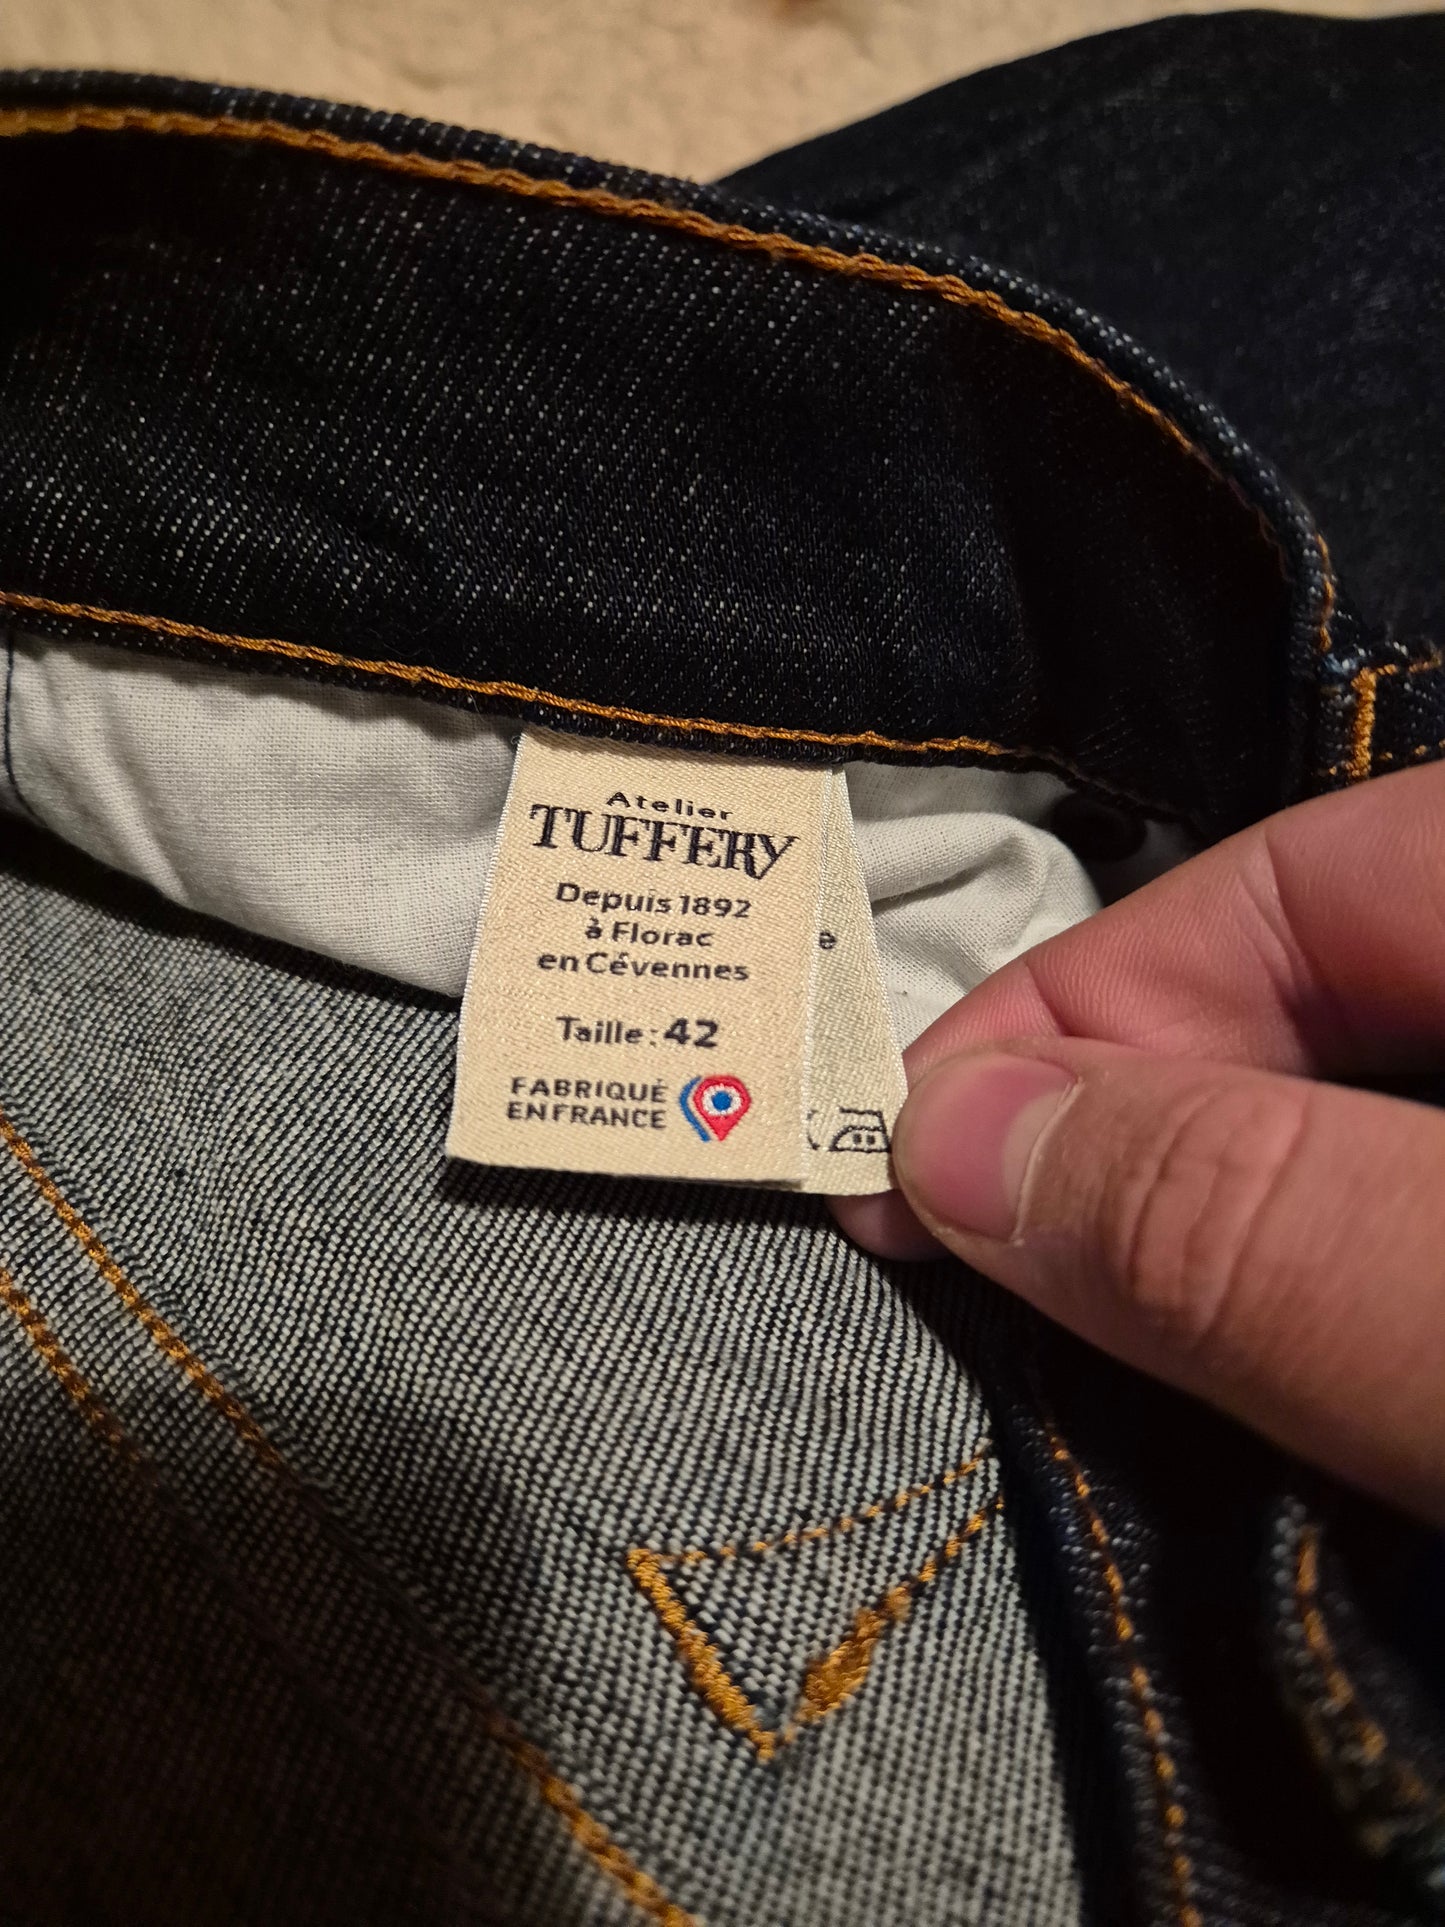 Atelier
TUFFERY
Depuis 1892
à Florac
en Cévennes
Taille : 42
FABRIQUÉ
EN FRANCE
e